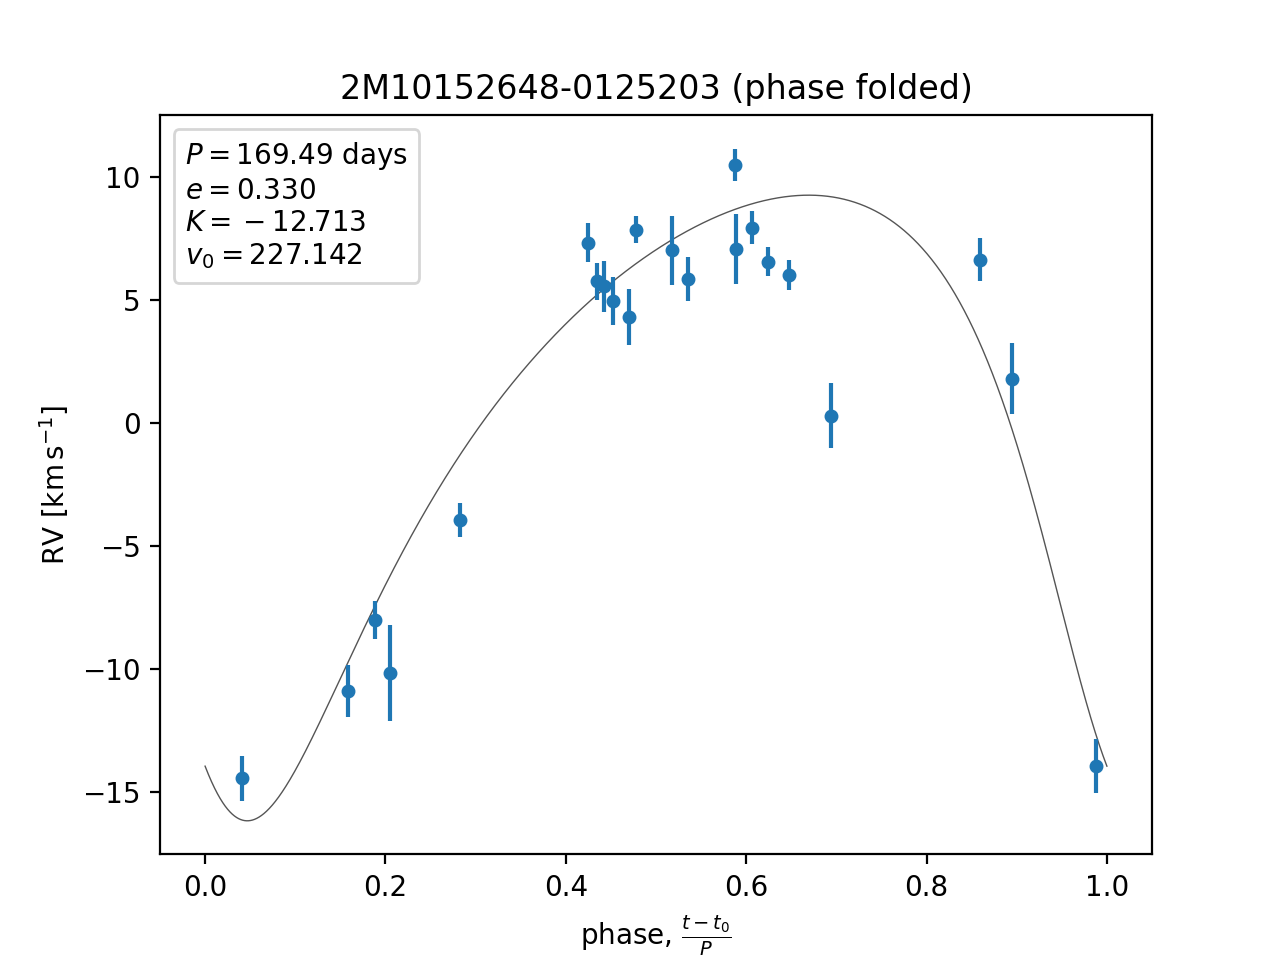 2M10152648-0125203 (phase folded)
P = 169.49 days
e = 0.330
K = −12.713
v₀ = 227.142
10
5
0
−5
−10
−15
RV [km s⁻¹]
0.0 0.2 0.4 0.6 0.8 1.0
phase, (t − t₀)/P